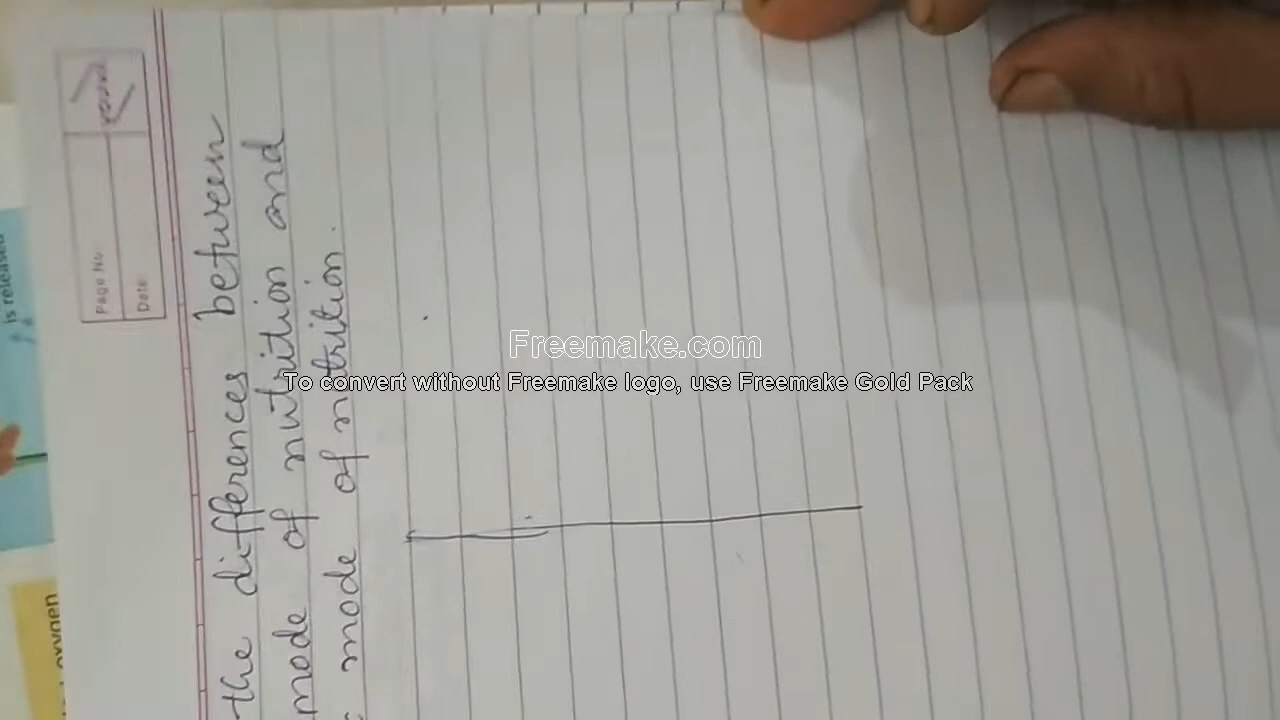 Page No.
Date:
the differences between
mode of nutrition and
mode of nutrition.
is released
oxygen
Freemake.com
To convert without Freemake logo, use Freemake Gold Pack